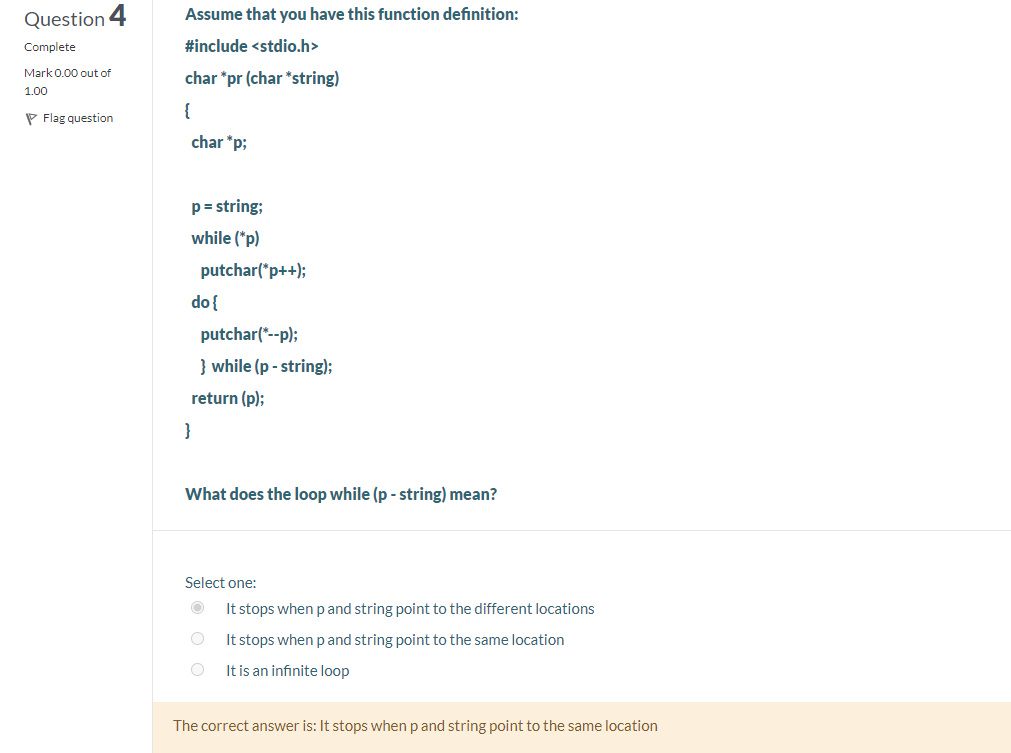 Question 4
Complete
Mark 0.00 out of
1.00
Flag question
Assume that you have this function definition:
#include <stdio.h>
char *pr (char *string)
{
char *p;
p = string;
while (*p)
putchar(*p++);
do {
putchar(*--p);
} while (p - string);
return (p);
}
What does the loop while (p - string) mean?
Select one:
It stops when p and string point to the different locations
It stops when p and string point to the same location
It is an infinite loop
The correct answer is: It stops when p and string point to the same location